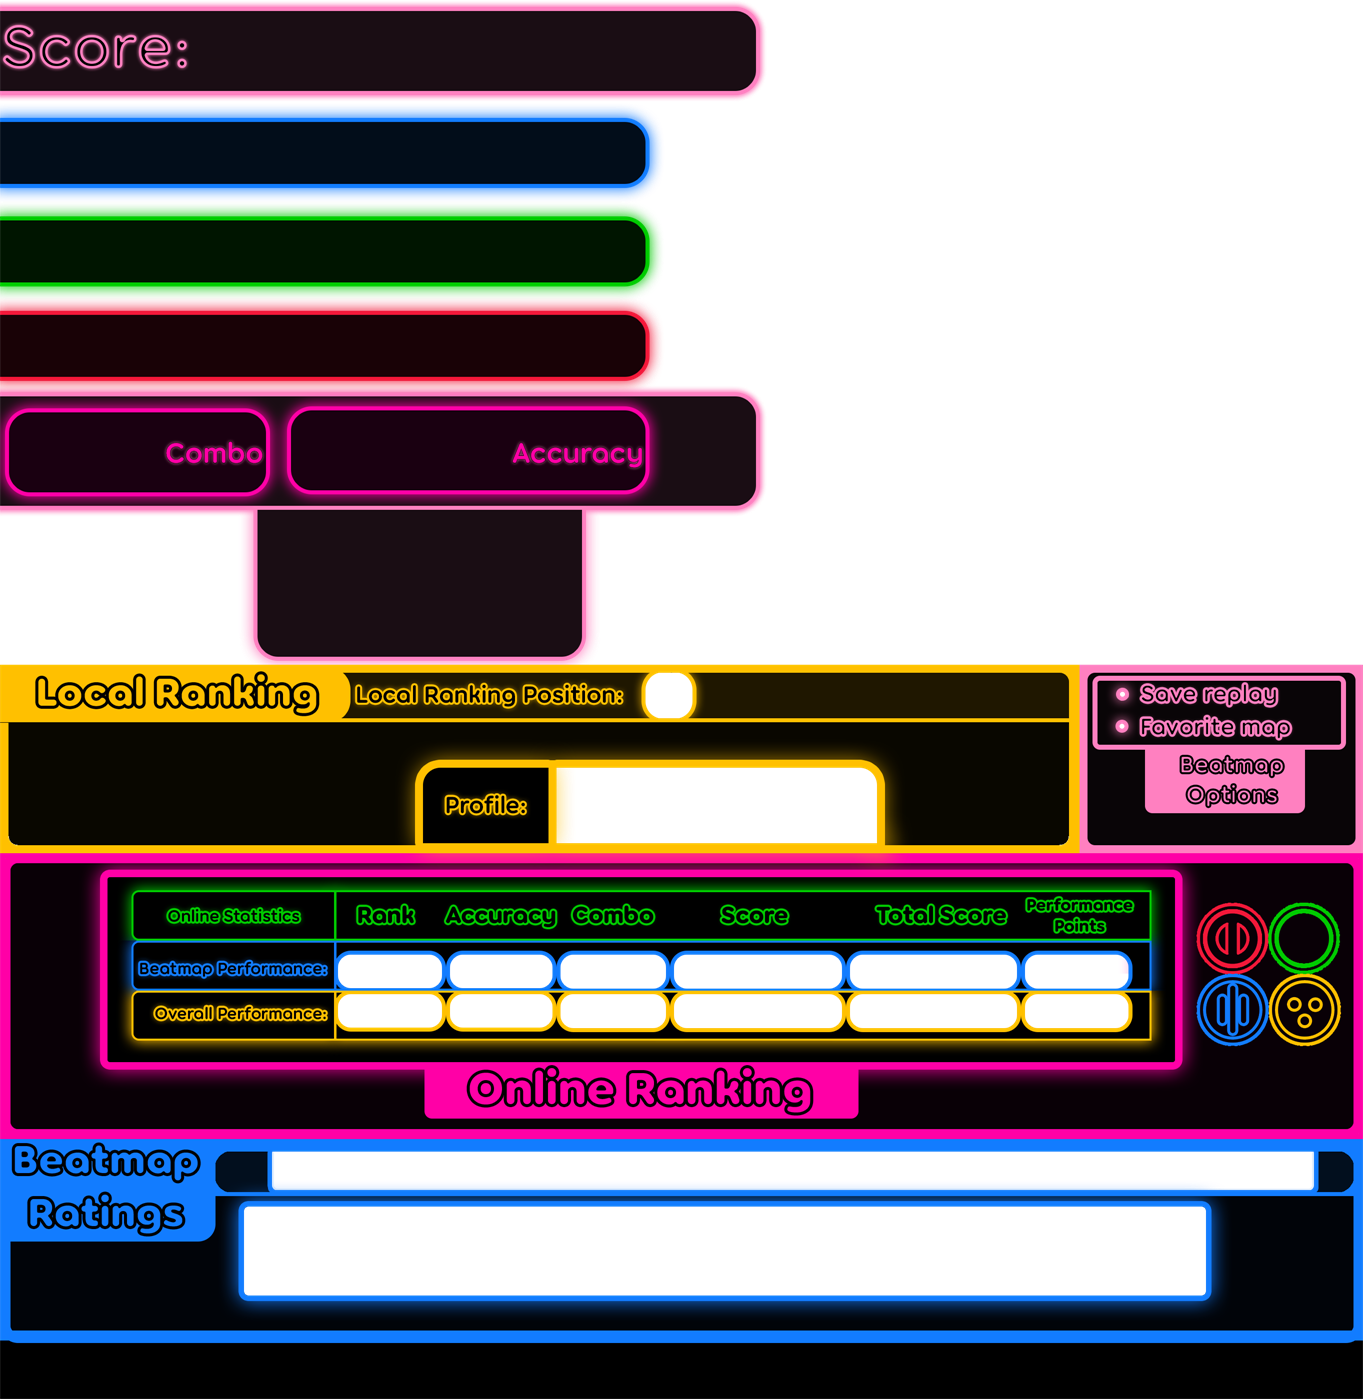 Score:
Combo
Accuracy
Local Ranking
Local Ranking Position:
Save replay
Favorite map
Beatmap
Options
Profile:
Online Statistics Rank Accuracy Combo Score Total Score Performance
Points
Beatmap Performance:
Overall Performance:
Online Ranking
Beatmap
Ratings